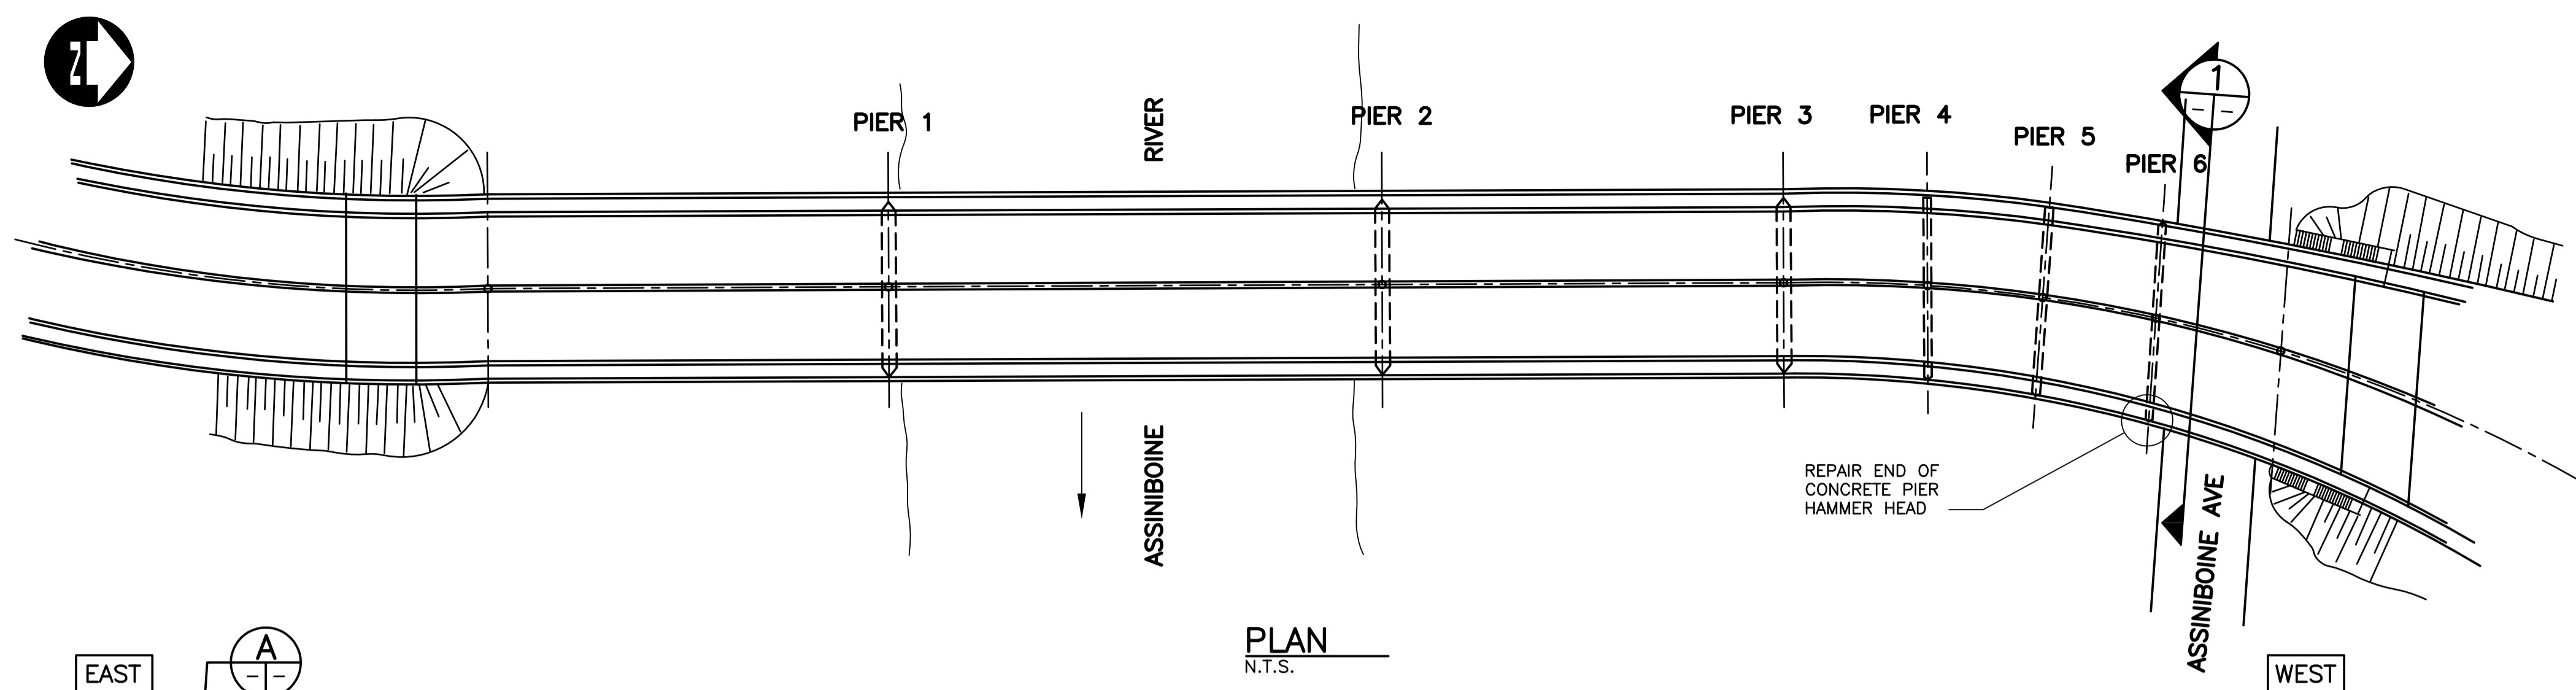 N
PIER 1
RIVER
PIER 2
PIER 3
PIER 4
PIER 5
PIER 6
1
- -
REPAIR END OF
CONCRETE PIER
HAMMER HEAD
ASSINIBOINE
ASSINIBOINE AVE
PLAN
N.T.S.
EAST
A
- -
WEST